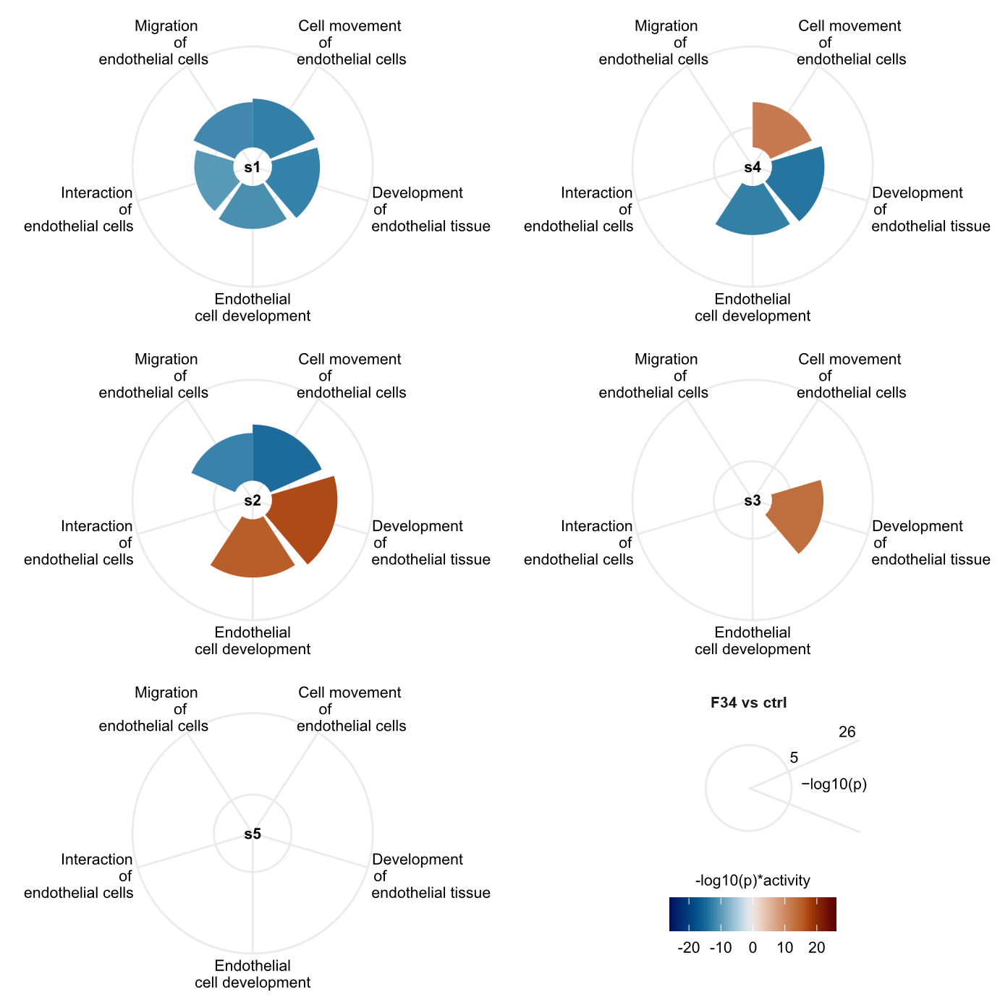 Migration
of
endothelial cells
Cell movement
of
endothelial cells
s1
Interaction
of
endothelial cells
Development
of
endothelial tissue
Endothelial
cell development
Migration
of
endothelial cells
Cell movement
of
endothelial cells
s4
Interaction
of
endothelial cells
Development
of
endothelial tissue
Endothelial
cell development
Migration
of
endothelial cells
Cell movement
of
endothelial cells
s2
Interaction
of
endothelial cells
Development
of
endothelial tissue
Endothelial
cell development
Migration
of
endothelial cells
Cell movement
of
endothelial cells
s3
Interaction
of
endothelial cells
Development
of
endothelial tissue
Endothelial
cell development
Migration
of
endothelial cells
Cell movement
of
endothelial cells
s5
Interaction
of
endothelial cells
Development
of
endothelial tissue
Endothelial
cell development
F34 vs ctrl
26
5
−log10(p)
-log10(p)*activity
-20 -10 0 10 20